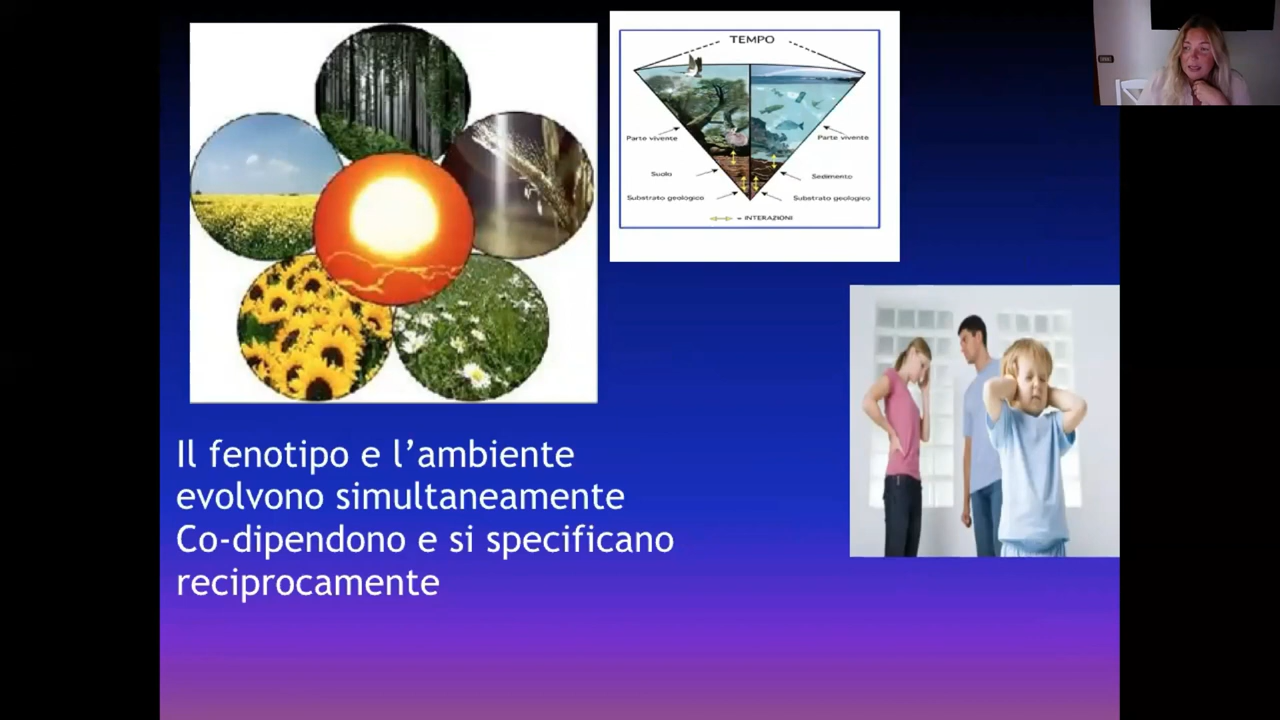 TEMPO
Parte vivente
Parte vivente
Suolo
Sedimento
Substrato geologico
Substrato geologico
= INTERAZIONI
Il fenotipo e l’ambiente
evolvono simultaneamente
Co-dipendono e si specificano
reciprocamente